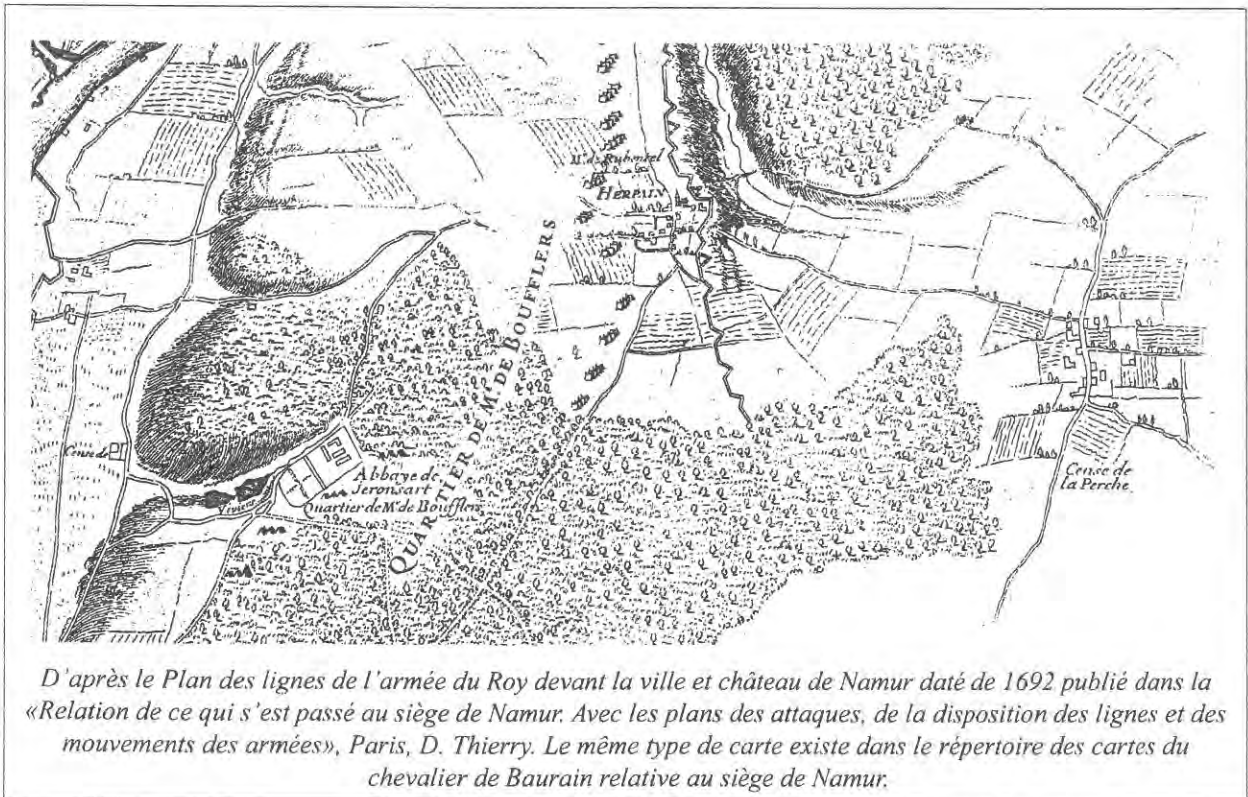 Mr. de Rubentel
HERPAIN
QUARTIER DE Mr. DE BOUFFLERS
Cense de
Abbaye de
Jeronsart
Quartier de Mr. de Boufflers
Vivier
Cense de
la Perche
D'après le Plan des lignes de l'armée du Roy devant la ville et château de Namur daté de 1692 publié dans la
«Relation de ce qui s'est passé au siège de Namur. Avec les plans des attaques, de la disposition des lignes et des
mouvements des armées», Paris, D. Thierry. Le même type de carte existe dans le répertoire des cartes du
chevalier de Baurain relative au siège de Namur.